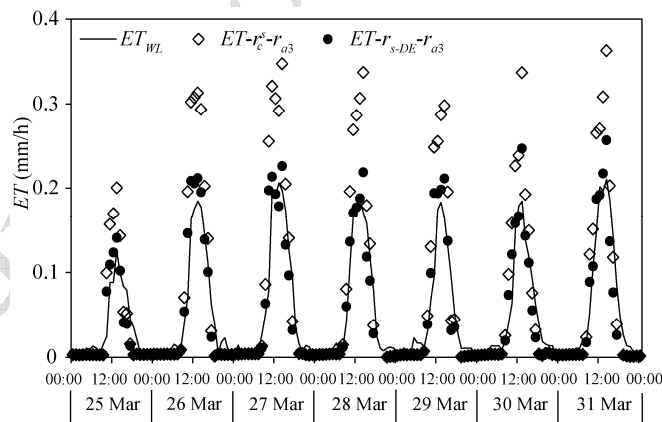 0.4
ET_WL ET-r_c^s-r_a3 ET-r_s-DE-r_a3
0.3
0.2
0.1
0
ET (mm/h)
00:00 12:00 00:00 12:00 00:00 12:00 00:00 12:00 00:00 12:00 00:00 12:00 00:00 12:00 00:00
25 Mar 26 Mar 27 Mar 28 Mar 29 Mar 30 Mar 31 Mar